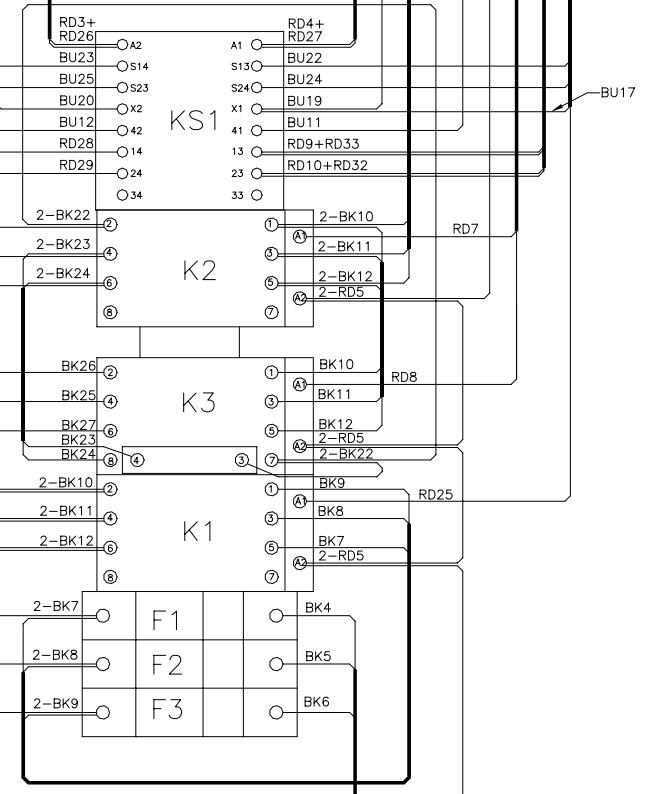 RD3+ RD4+
RD26 A2 A1 RD27
BU23 S14 S13 BU22
BU25 S23 S24 BU24
BU20 X2 KS1 X1 BU19 BU17
BU12 42 41 BU11
RD28 14 13 RD9+RD33
RD29 24 23 RD10+RD32
34 33
2-BK22 2 1 2-BK10
A1 RD7
2-BK23 4 3 2-BK11
K2
2-BK24 6 5 2-BK12
A2 2-RD5
8 7
BK26 2 1 BK10
A1 RD8
BK25 4 K3 3 BK11
BK27 6 5 BK12
BK23 A2 2-RD5
BK24 8 4 3 7 2-BK22
2-BK10 2 1 BK9
A1 RD25
2-BK11 4 3 BK8
K1
2-BK12 6 5 BK7
A2 2-RD5
8 7
2-BK7 F1 BK4
2-BK8 F2 BK5
2-BK9 F3 BK6